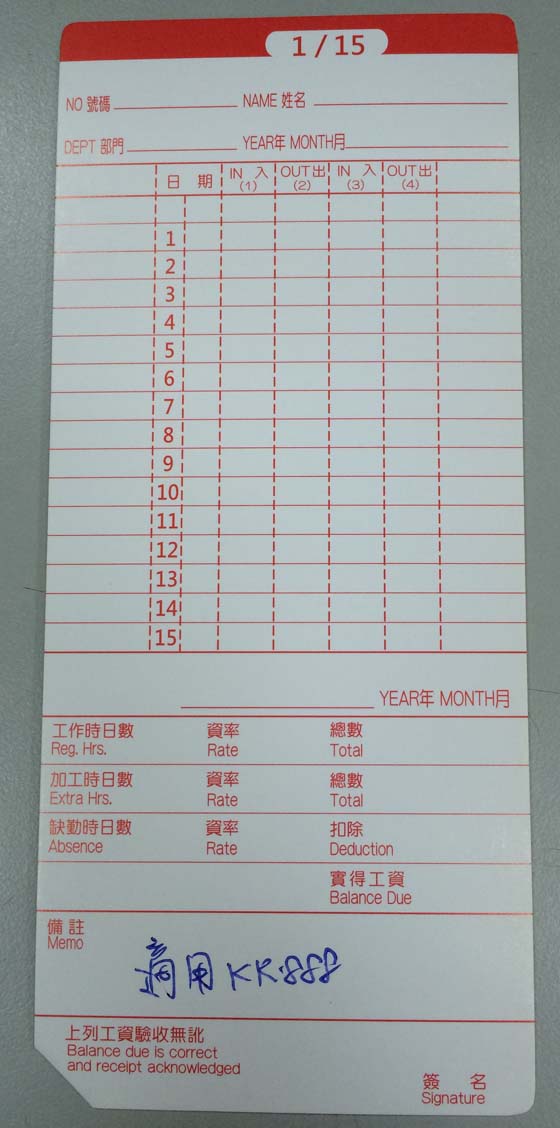 1/15
NO 號碼 NAME 姓名
DEPT 部門 YEAR年 MONTH月
日 期 IN 入 (1) OUT 出 (2) IN 入 (3) OUT 出 (4)
1
2
3
4
5
6
7
8
9
10
11
12
13
14
15
YEAR年 MONTH月
工作時日數 資率 總數
Reg. Hrs. Rate Total
加工時日數 資率 總數
Extra Hrs. Rate Total
缺勤時日數 資率 扣除
Absence Rate Deduction
實得工資
Balance Due
備註
Memo
適用 KK-888
上列工資驗收無訛
Balance due is correct
and receipt acknowledged
簽 名
Signature